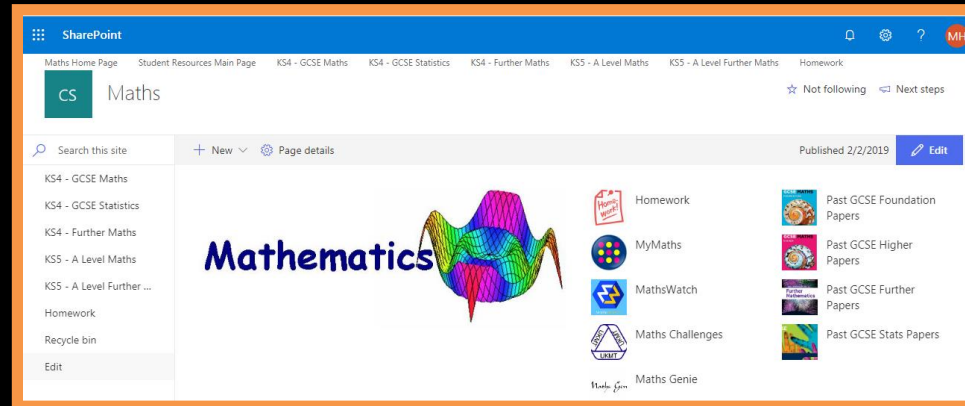 SharePoint
MH
Maths Home Page Student Resources Main Page KS4 - GCSE Maths KS4 - GCSE Statistics KS4 - Further Maths KS5 - A Level Maths KS5 - A Level Further Maths Homework
CS Maths
Not following Next steps
Search this site
New Page details
Published 2/2/2019 Edit
KS4 - GCSE Maths
KS4 - GCSE Statistics
KS4 - Further Maths
KS5 - A Level Maths
KS5 - A Level Further ...
Homework
Recycle bin
Edit
Mathematics
Homework
MyMaths
MathsWatch
Maths Challenges
UKMT
Maths Genie
Past GCSE Foundation
Papers
Past GCSE Higher
Papers
Past GCSE Further
Papers
Past GCSE Stats Papers